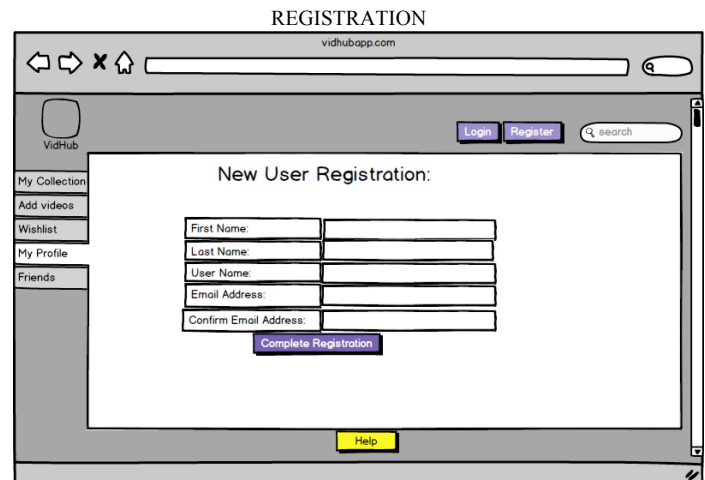 REGISTRATION
vidhubapp.com
Login Register search
VidHub
New User Registration:
My Collection
Add videos
Wishlist
My Profile
Friends
First Name:
Last Name:
User Name:
Email Address:
Confirm Email Address:
Complete Registration
Help